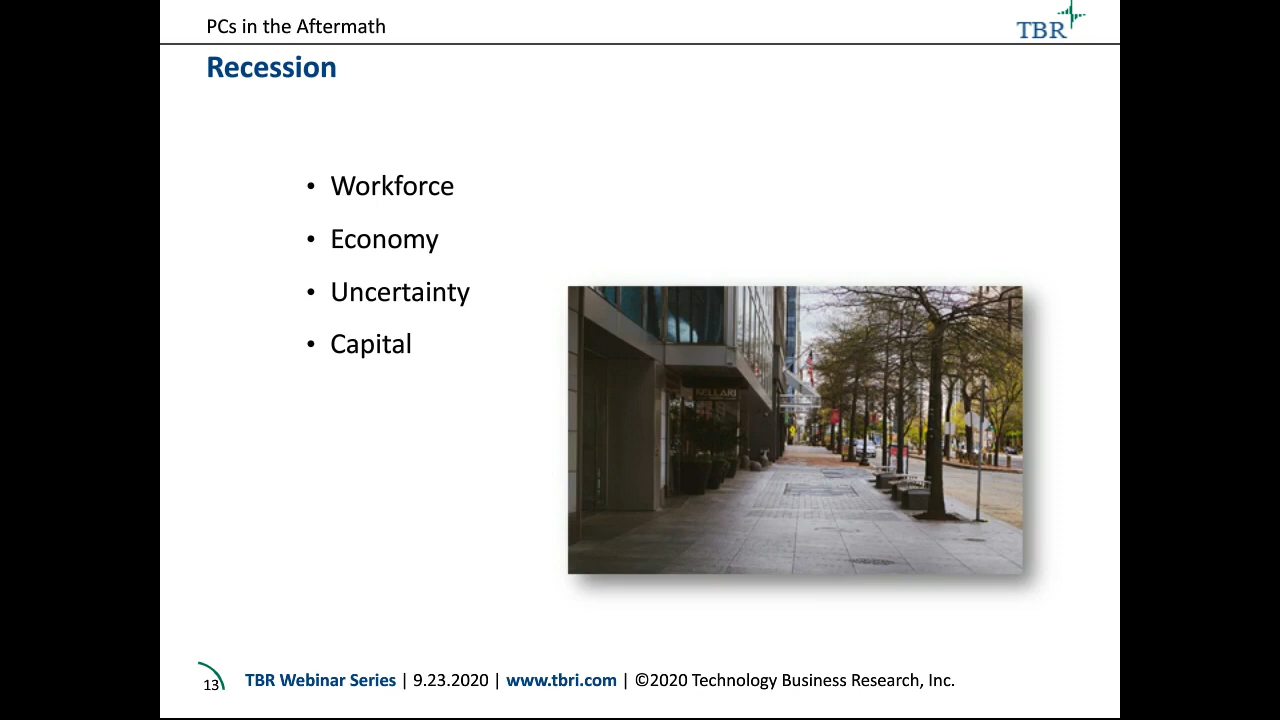 PCs in the Aftermath
TBR
Recession
• Workforce
• Economy
• Uncertainty
• Capital
13
TBR Webinar Series | 9.23.2020 | www.tbri.com | ©2020 Technology Business Research, Inc.